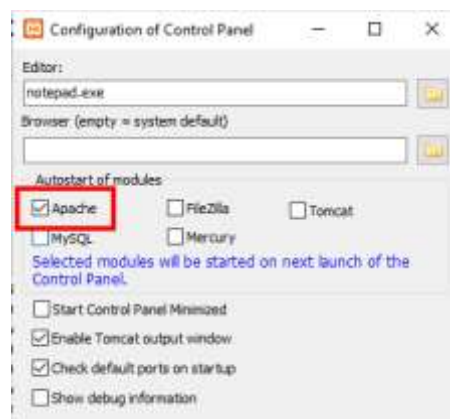 Configuration of Control Panel
Editor:
notepad.exe
Browser (empty = system default)
Autostart of modules
Apache FileZilla Tomcat
MySQL Mercury
Selected modules will be started on next launch of the
Control Panel.
Start Control Panel Minimized
Enable Tomcat output window
Check default ports on startup
Show debug information